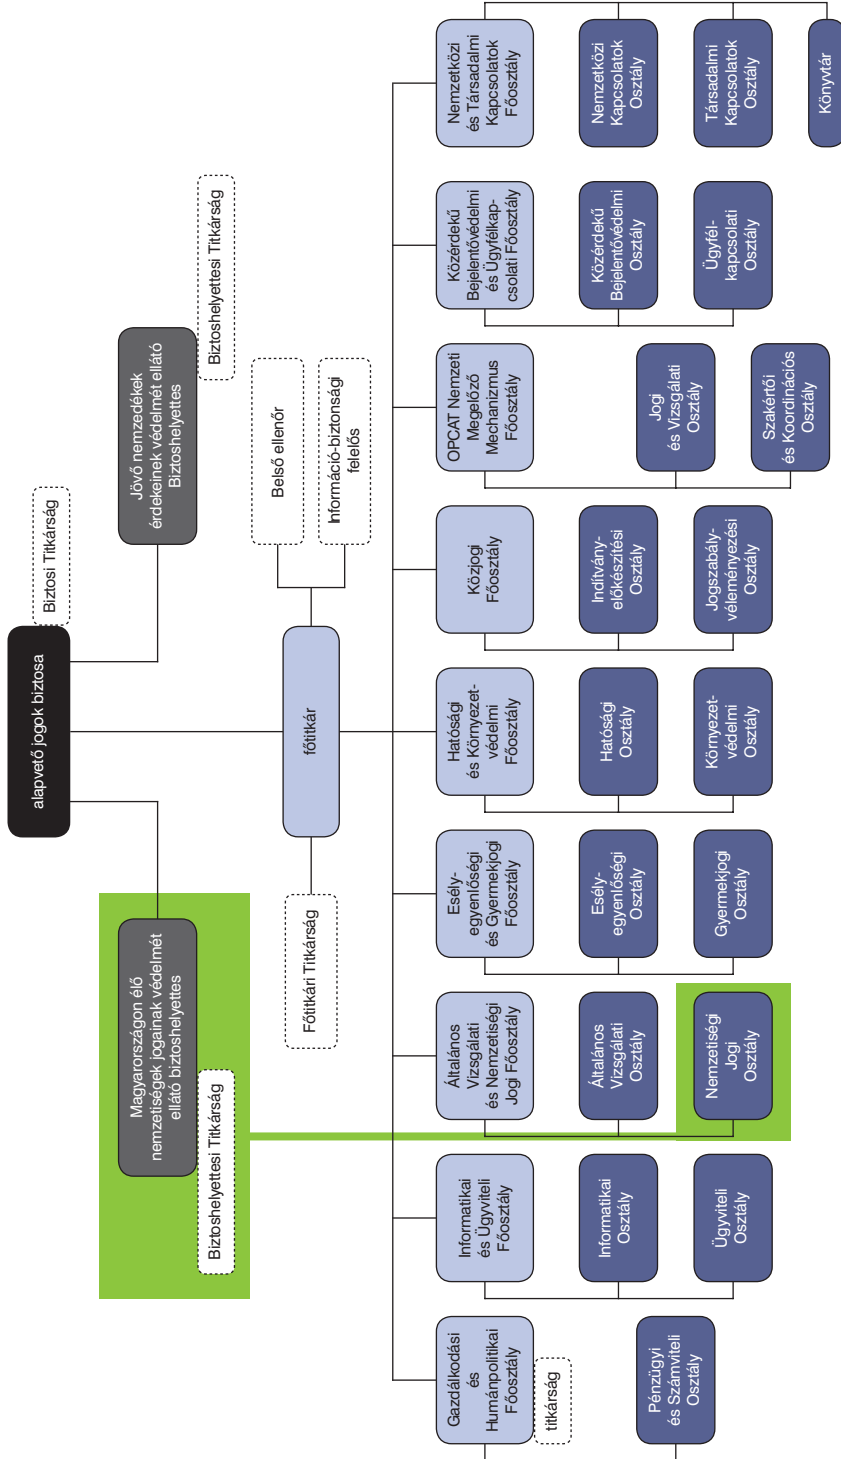 alapvető jogok biztosa
Biztosi Titkárság
Magyarországon élő
nemzetiségek jogainak védelmét
ellátó biztoshelyettes
Biztoshelyettesi Titkárság
Jövő nemzedékek
érdekeinek védelmét ellátó
Biztoshelyettes
Biztoshelyettesi Titkárság
főtitkár
Főtitkári Titkárság
Belső ellenőr
Információ-biztonsági
felelős
Gazdálkodási
és
Humánpolitikai
Főosztály
titkárság
Pénzügyi
és Számviteli
Osztály
Informatikai
és Ügyviteli
Főosztály
Informatikai
Osztály
Ügyviteli
Osztály
Általános
Vizsgálati
és Nemzetiségi
Jogi Főosztály
Általános
Vizsgálati
Osztály
Nemzetiségi
Jogi
Osztály
Esély-
egyenlőségi
és Gyermekjogi
Főosztály
Esély-
egyenlőségi
Osztály
Gyermekjogi
Osztály
Hatósági
és Környezet-
védelmi
Főosztály
Hatósági
Osztály
Környezet-
védelmi
Osztály
Közjogi
Főosztály
Indítvány-
előkészítési
Osztály
Jogszabály-
véleményezési
Osztály
OPCAT Nemzeti
Megelőző
Mechanizmus
Főosztály
Jogi
és Vizsgálati
Osztály
Szakértői
és Koordinációs
Osztály
Közérdekű
Bejelentővédelmi
és Ügyfélkap-
csolati Főosztály
Közérdekű
Bejelentővédelmi
Osztály
Ügyfél-
kapcsolati
Osztály
Nemzetközi
és Társadalmi
Kapcsolatok
Főosztály
Nemzetközi
Kapcsolatok
Osztály
Társadalmi
Kapcsolatok
Osztály
Könyvtár